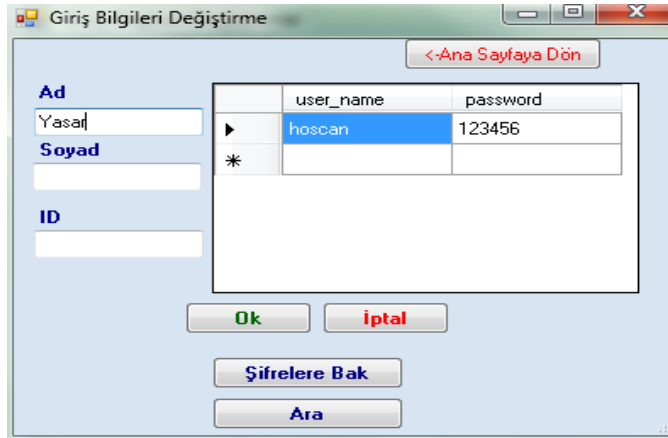 Giriş Bilgileri Değiştirme
<-Ana Sayfaya Dön
Ad
Yasar
Soyad
ID
user_name password
hoscan 123456
Ok İptal
Şifrelere Bak
Ara